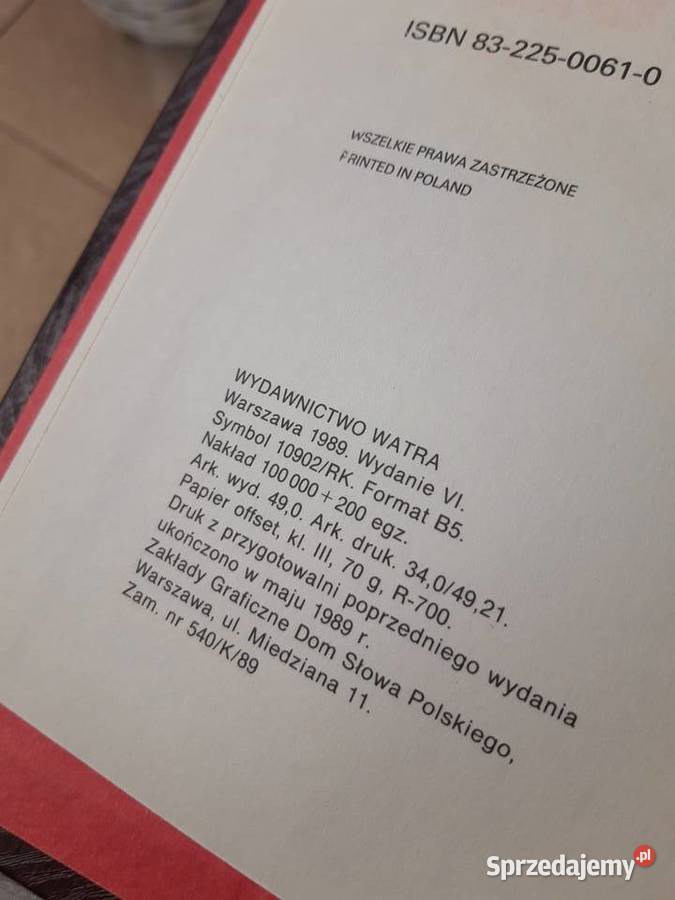 ISBN 83-225-0061-0
WSZELKIE PRAWA ZASTRZEŻONE
PRINTED IN POLAND
WYDAWNICTWO WATRA
Warszawa 1989. Wydanie VI.
Symbol 10902/RK. Format B5.
Nakład 100 000 + 200 egz.
Ark. wyd. 49,0. Ark. druk. 34,0/49,21.
Papier offset, kl. III, 70 g, R-700.
Druk z przygotowalni poprzedniego wydania
ukończono w maju 1989 r.
Zakłady Graficzne Dom Słowa Polskiego,
Warszawa, ul. Miedziana 11.
Zam. nr 540/K/89
Sprzedajemy.pl